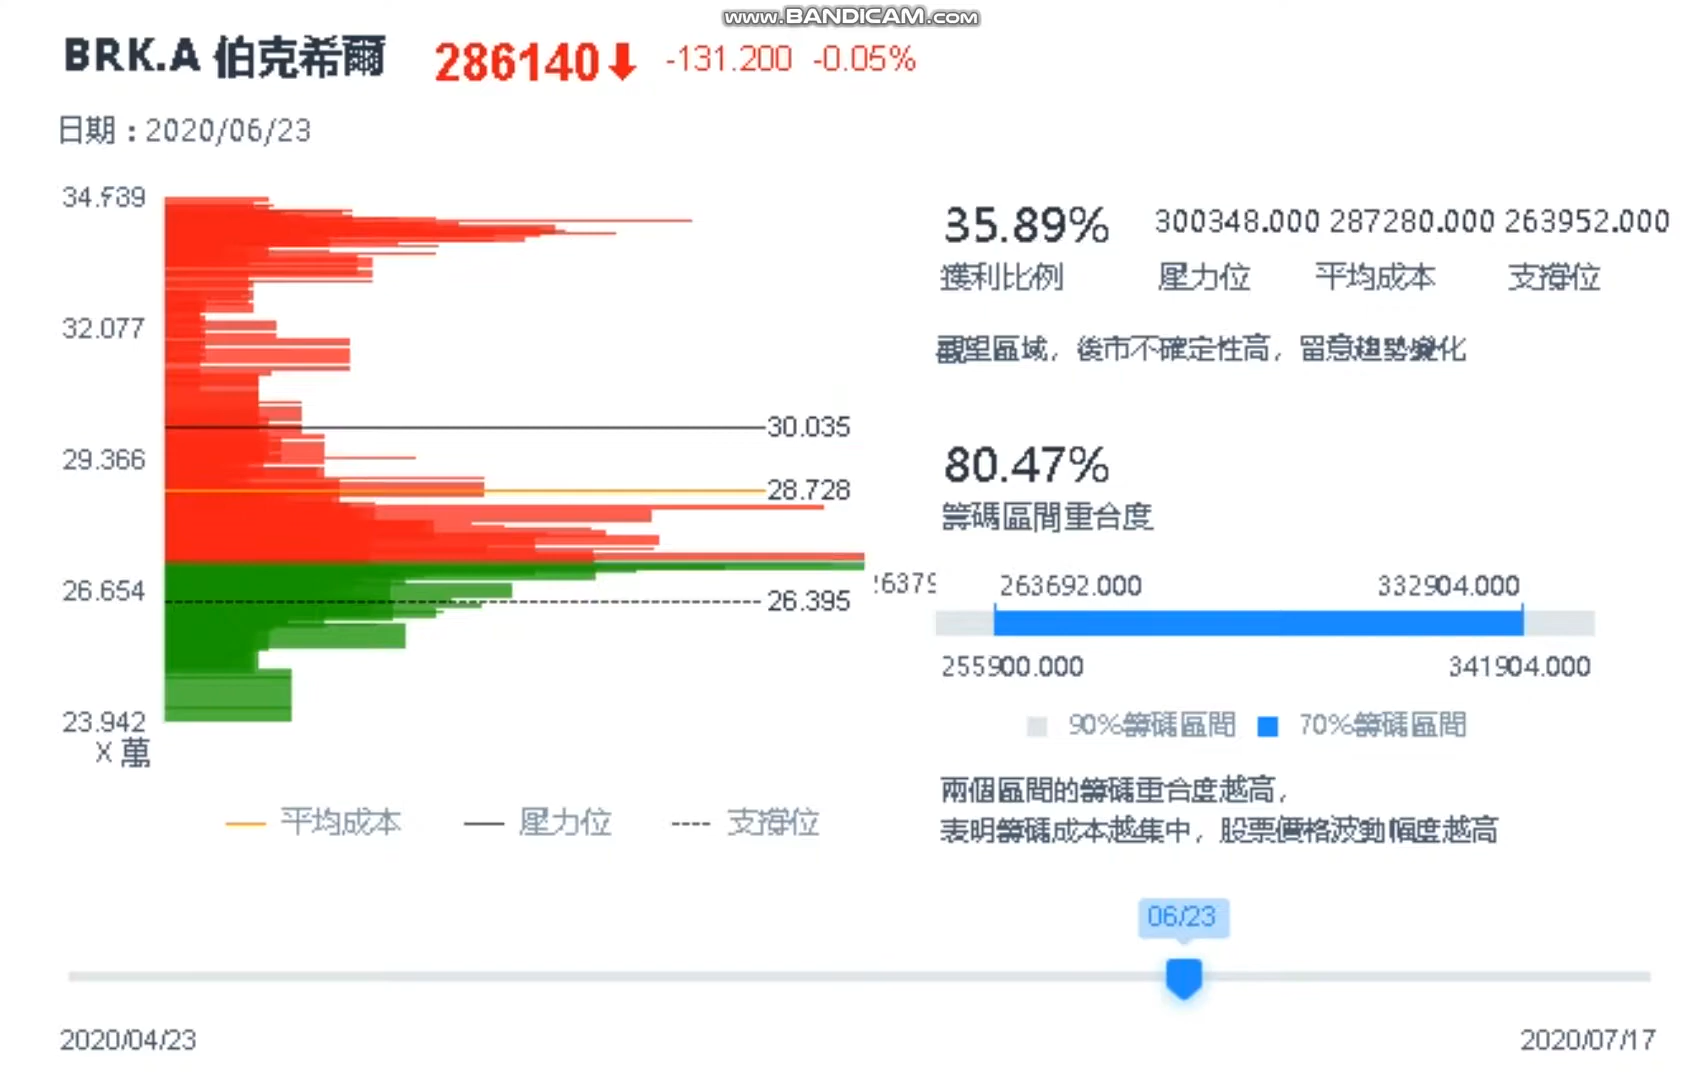 www.BANDICAM.com
BRK.A 伯克希爾 286140 -131.200 -0.05%
日期：2020/06/23
32.077
29.366
26.654
23.942
X 萬
30.035
28.728
26.395
平均成本 壓力位 支撐位
35.89% 300348.000 287280.000 263952.000
獲利比例 壓力位 平均成本 支撐位
觀望區域，後市不確定性高，留意趨勢變化
80.47%
籌碼區間重合度
263692.000 332904.000
255900.000 341904.000
90%籌碼區間 70%籌碼區間
兩個區間的籌碼重合度越高，
表明籌碼成本越集中，股票價格波動幅度越高
06/23
2020/04/23 2020/07/17